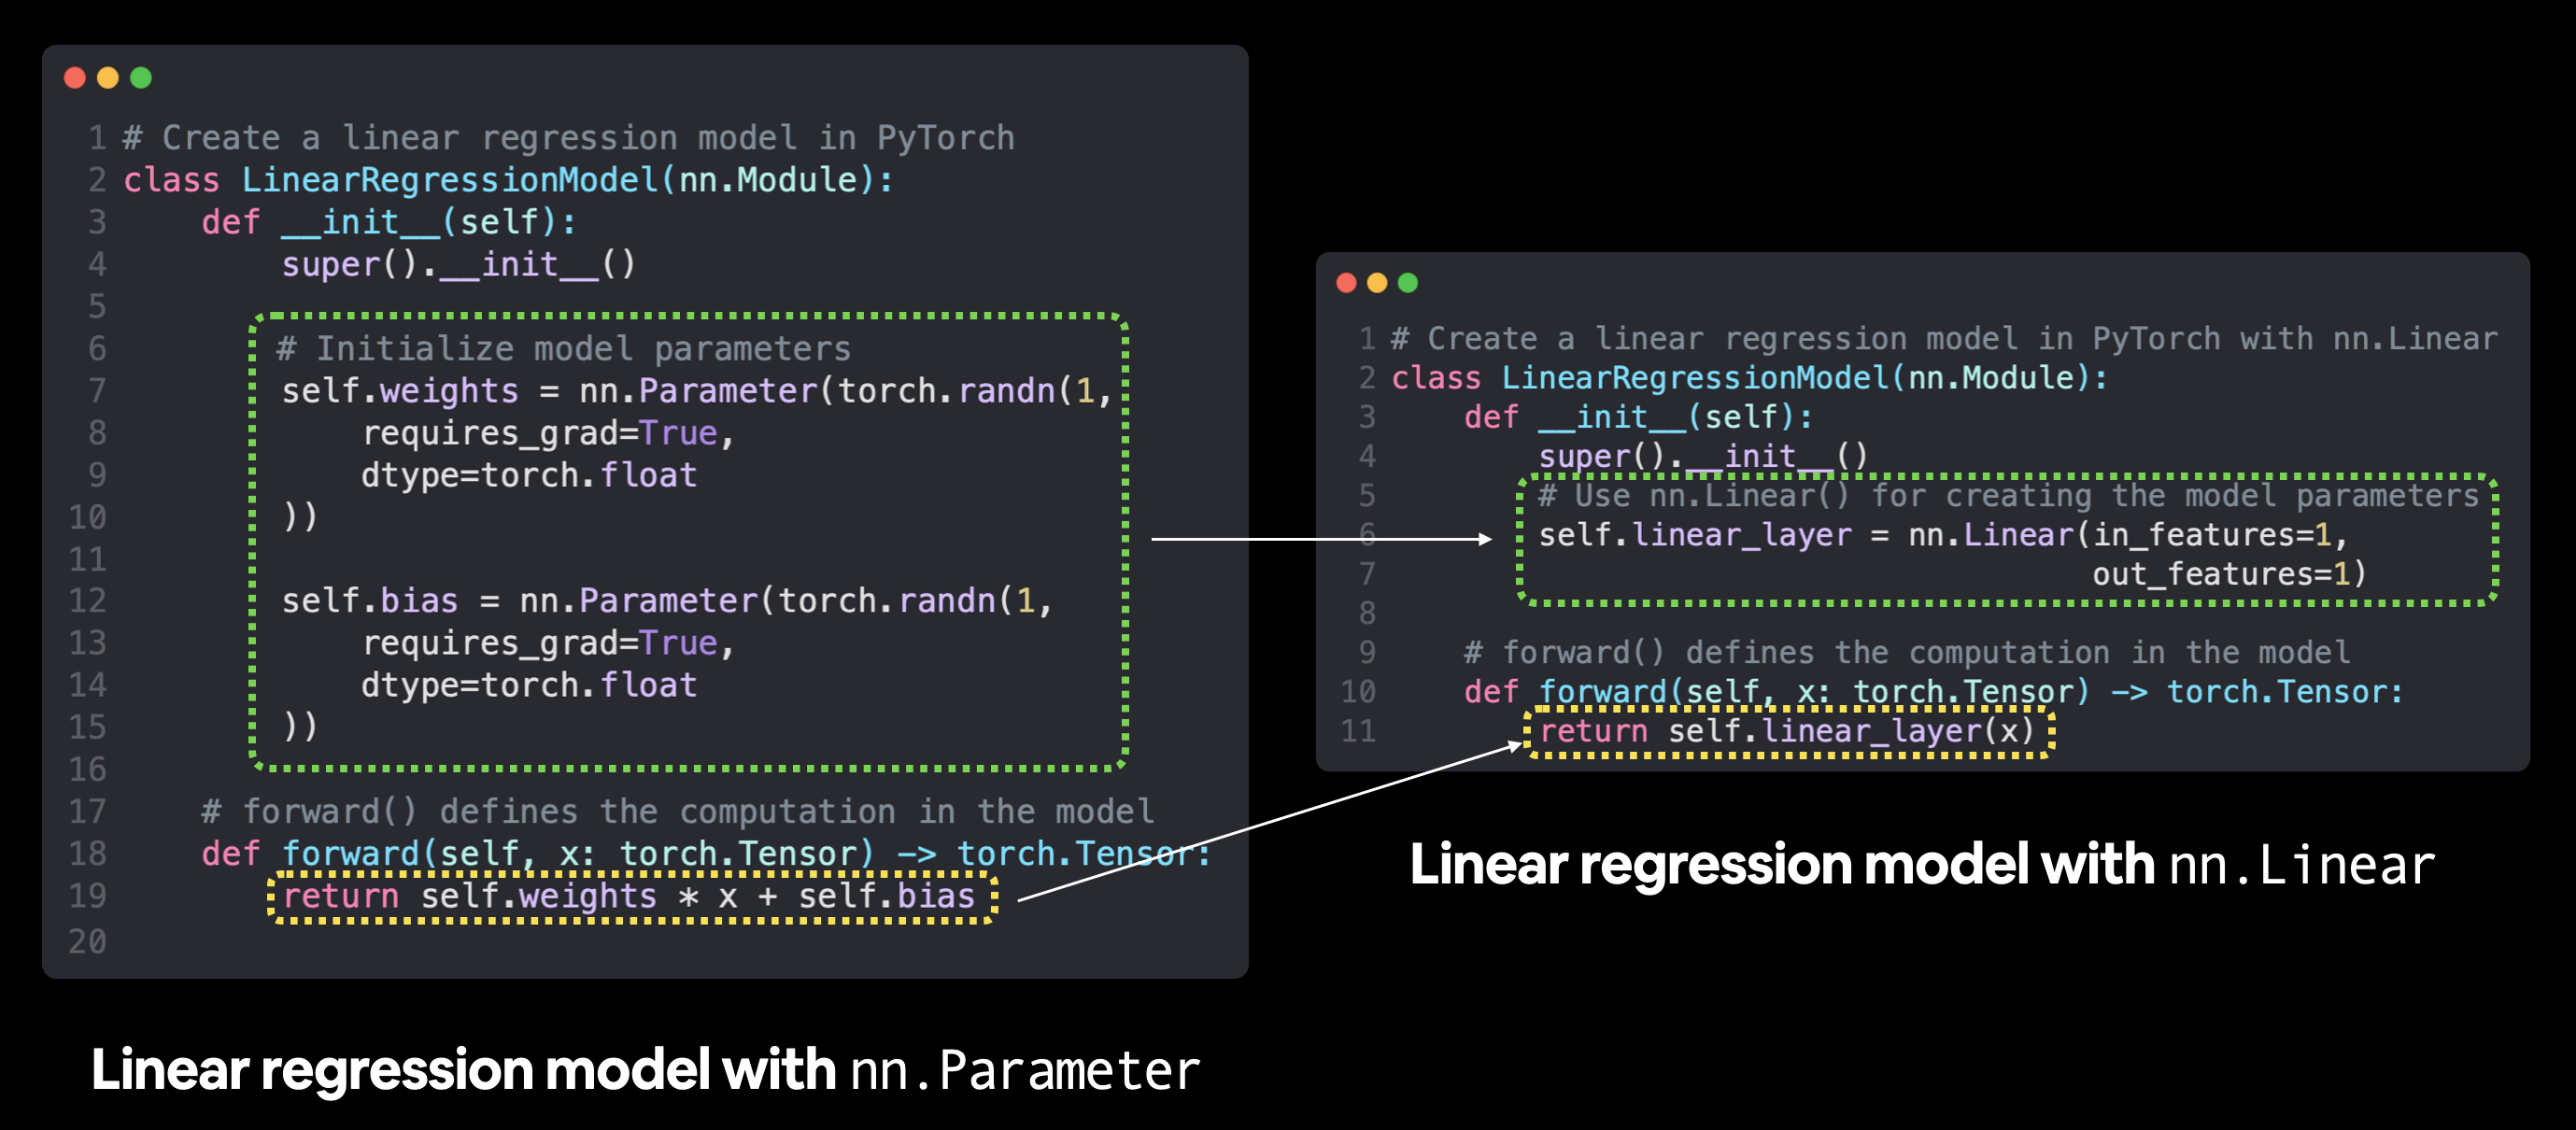 1 # Create a linear regression model in PyTorch
2 class LinearRegressionModel(nn.Module):
3     def __init__(self):
4         super().__init__()
5
6         # Initialize model parameters
7         self.weights = nn.Parameter(torch.randn(1,
8             requires_grad=True,
9             dtype=torch.float
10         ))
11
12         self.bias = nn.Parameter(torch.randn(1,
13             requires_grad=True,
14             dtype=torch.float
15         ))
16
17     # forward() defines the computation in the model
18     def forward(self, x: torch.Tensor) -> torch.Tensor:
19         return self.weights * x + self.bias
20
Linear regression model with nn.Parameter
1 # Create a linear regression model in PyTorch with nn.Linear
2 class LinearRegressionModel(nn.Module):
3     def __init__(self):
4         super().__init__()
5         # Use nn.Linear() for creating the model parameters
6         self.linear_layer = nn.Linear(in_features=1,
7                                       out_features=1)
8
9     # forward() defines the computation in the model
10     def forward(self, x: torch.Tensor) -> torch.Tensor:
11         return self.linear_layer(x)
Linear regression model with nn.Linear